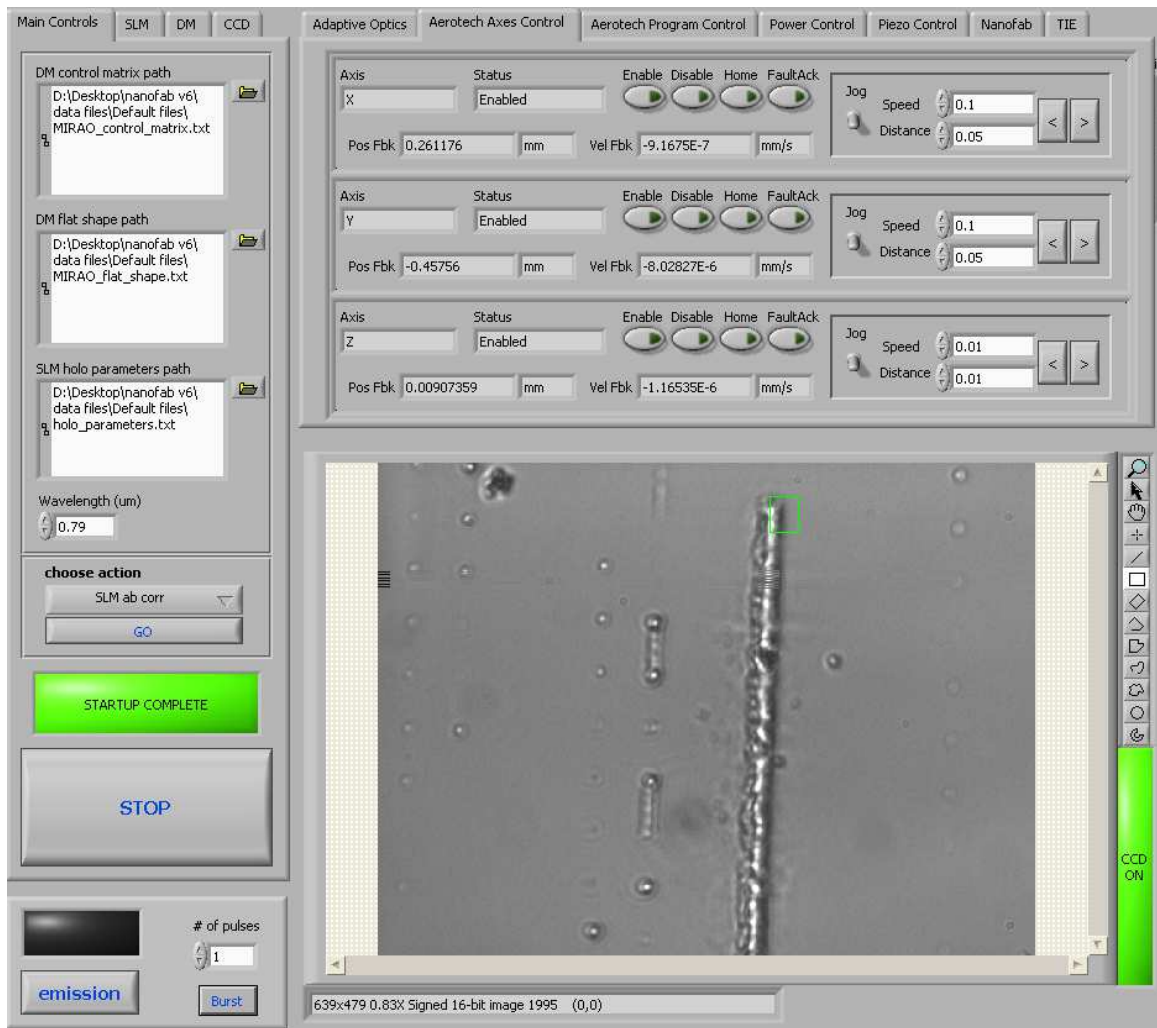 Main Controls SLM DM CCD
DM control matrix path
D:\Desktop\nanofab v6\
data files\Default files\
MIRAO_control_matrix.txt
DM flat shape path
D:\Desktop\nanofab v6\
data files\Default files\
MIRAO_flat_shape.txt
SLM holo parameters path
D:\Desktop\nanofab v6\
data files\Default files\
holo_parameters.txt
Wavelength (um)
0.79
choose action
SLM ab corr
GO
STARTUP COMPLETE
STOP
# of pulses
1
emission
Burst
Adaptive Optics Aerotech Axes Control Aerotech Program Control Power Control Piezo Control Nanofab TIE
Axis Status Enable Disable Home FaultAck
X Enabled
Pos Fbk 0.261176 mm Vel Fbk -9.1675E-7 mm/s
Jog
Speed 0.1
Distance 0.05
< >
Axis Status Enable Disable Home FaultAck
Y Enabled
Pos Fbk -0.45756 mm Vel Fbk -8.02827E-6 mm/s
Jog
Speed 0.1
Distance 0.05
< >
Axis Status Enable Disable Home FaultAck
Z Enabled
Pos Fbk 0.00907359 mm Vel Fbk -1.16535E-6 mm/s
Jog
Speed 0.01
Distance 0.01
< >
CCD
ON
639x479 0.83X Signed 16-bit image 1995 (0,0)